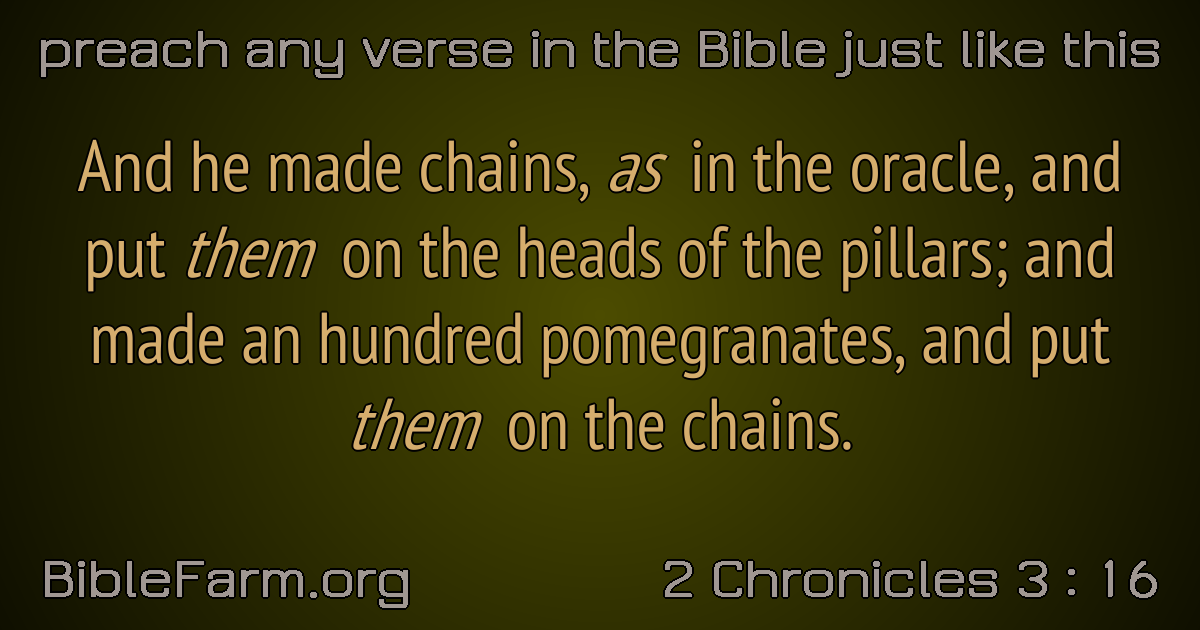 preach any verse in the Bible just like this
And he made chains, as in the oracle, and
put them on the heads of the pillars; and
made an hundred pomegranates, and put
them on the chains.
BibleFarm.org
2 Chronicles 3 : 16